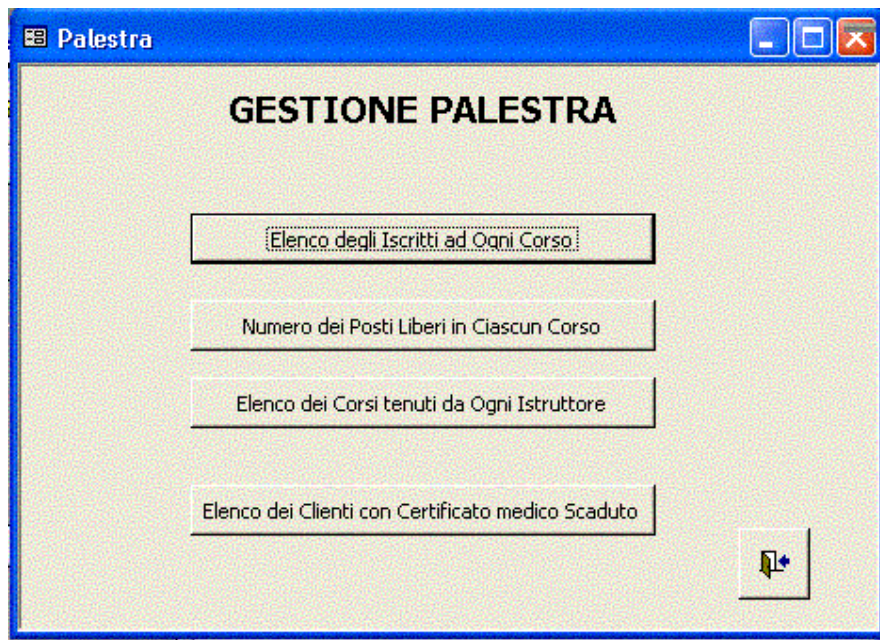 Palestra
GESTIONE PALESTRA
Elenco degli Iscritti ad Ogni Corso
Numero dei Posti Liberi in Ciascun Corso
Elenco dei Corsi tenuti da Ogni Istruttore
Elenco dei Clienti con Certificato medico Scaduto